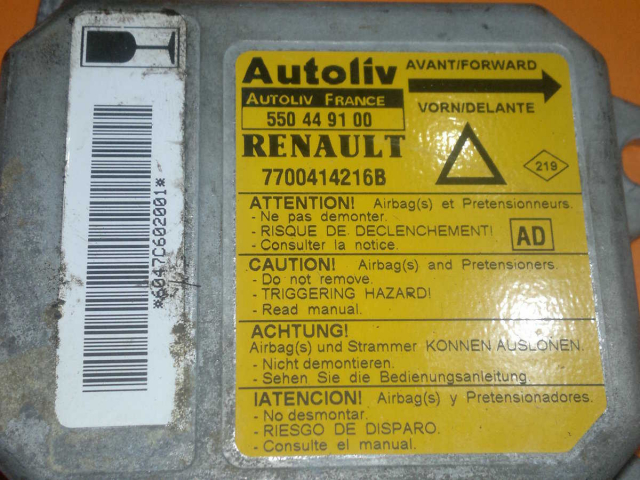 *6047C602001*
Autoliv
AVANT/FORWARD
AUTOLIV FRANCE
VORN/DELANTE
550 44 91 00
RENAULT
219
7700414216B
ATTENTION! Airbag(s) et Pretensionneurs.
- Ne pas demonter.
- RISQUE DE DECLENCHEMENT!
- Consulter la notice.
AD
CAUTION! Airbag(s) and Pretensioners.
- Do not remove.
- TRIGGERING HAZARD!
- Read manual.
ACHTUNG!
Airbag(s) und Strammer KONNEN AUSLONEN.
- Nicht demontieren.
- Sehen Sie die Bedienungsanleitung
¡ATENCION! Airbag(s) y Pretensionadores.
- No desmontar.
- RIESGO DE DISPARO.
- Consulte el manual.